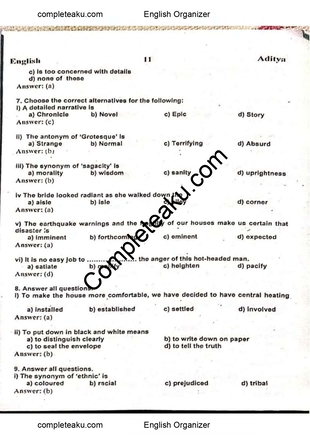 completeaku.com English Organizer
English 11 Aditya
c) is too concerned with details
d) none of these
Answer: (a)
7. Choose the correct alternatives for the following:
i) A detailed narrative is
a) Chronicle b) Novel c) Epic d) Story
Answer: (c)
ii) The antonym of 'Grotesque' is
a) Strange b) Normal c) Terrifying d) Absurd
Answer: (b)
iii) The synonym of 'sagacity' is
a) morality b) wisdom c) sanity d) uprightness
Answer: (b)
iv The bride looked radiant as she walked down
a) aisle b) isle d) corner
Answer: (a)
v) The earthquake warnings and the of our houses make us certain that
disaster is
a) imminent b) forthcoming c) eminent d) expected
Answer: (a)
vi) It is no easy job to .................... the anger of this hot-headed man.
a) satiate b) c) heighten d) pacify
Answer: (d)
8. Answer all questions
i) To make the house more comfortable, we have decided to have central heating
a) installed b) established c) settled d) involved
Answer: (a)
ii) To put down in black and white means
a) to distinguish clearly b) to write down on paper
c) to seal the envelope d) to tell the truth
Answer: (b)
9. Answer all questions.
i) The synonym of 'ethnic' is
a) coloured b) rscial c) prejudiced d) tribal
Answer: (b)
Completeaku.com
completeaku.com English Organizer